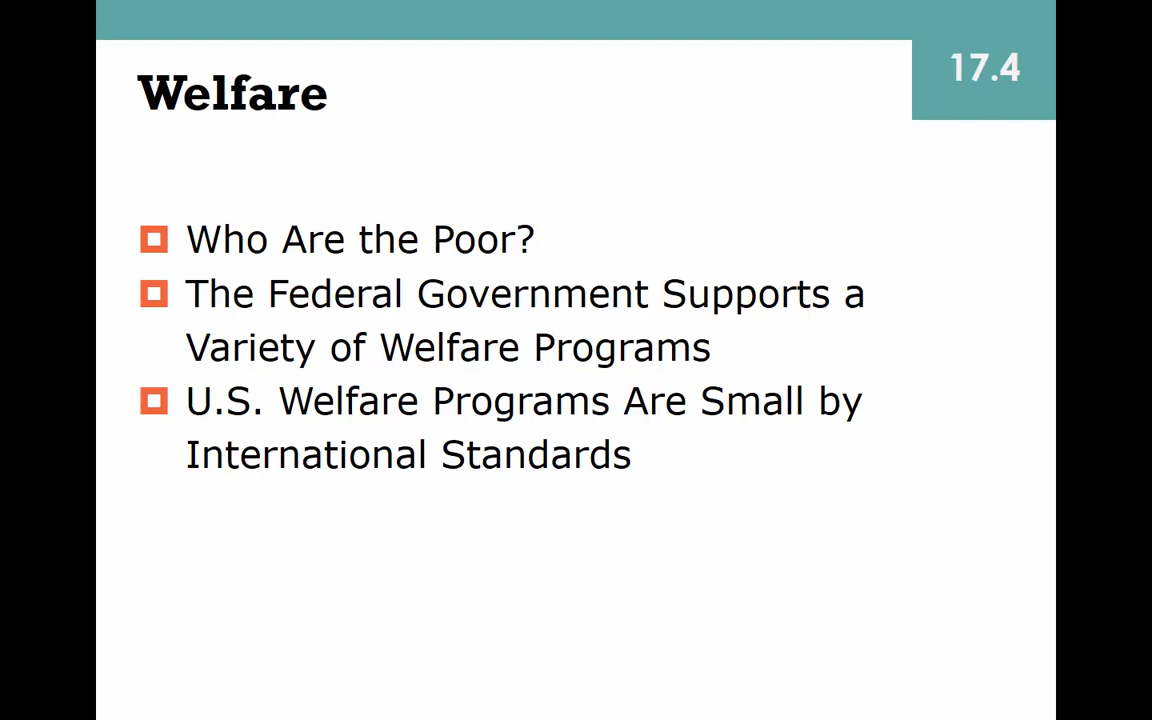 17.4
Welfare
Who Are the Poor?
The Federal Government Supports a
Variety of Welfare Programs
U.S. Welfare Programs Are Small by
International Standards